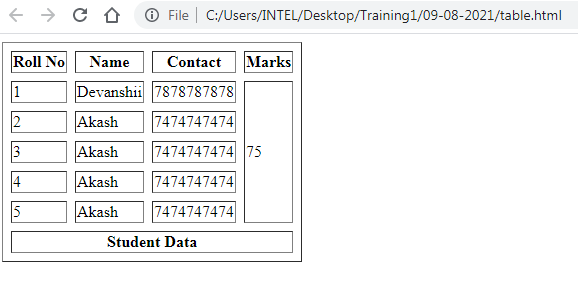 File | C:/Users/INTEL/Desktop/Training1/09-08-2021/table.html
Roll No Name Contact Marks
1 Devanshii 7878787878
2 Akash 7474747474
3 Akash 7474747474 75
4 Akash 7474747474
5 Akash 7474747474
Student Data